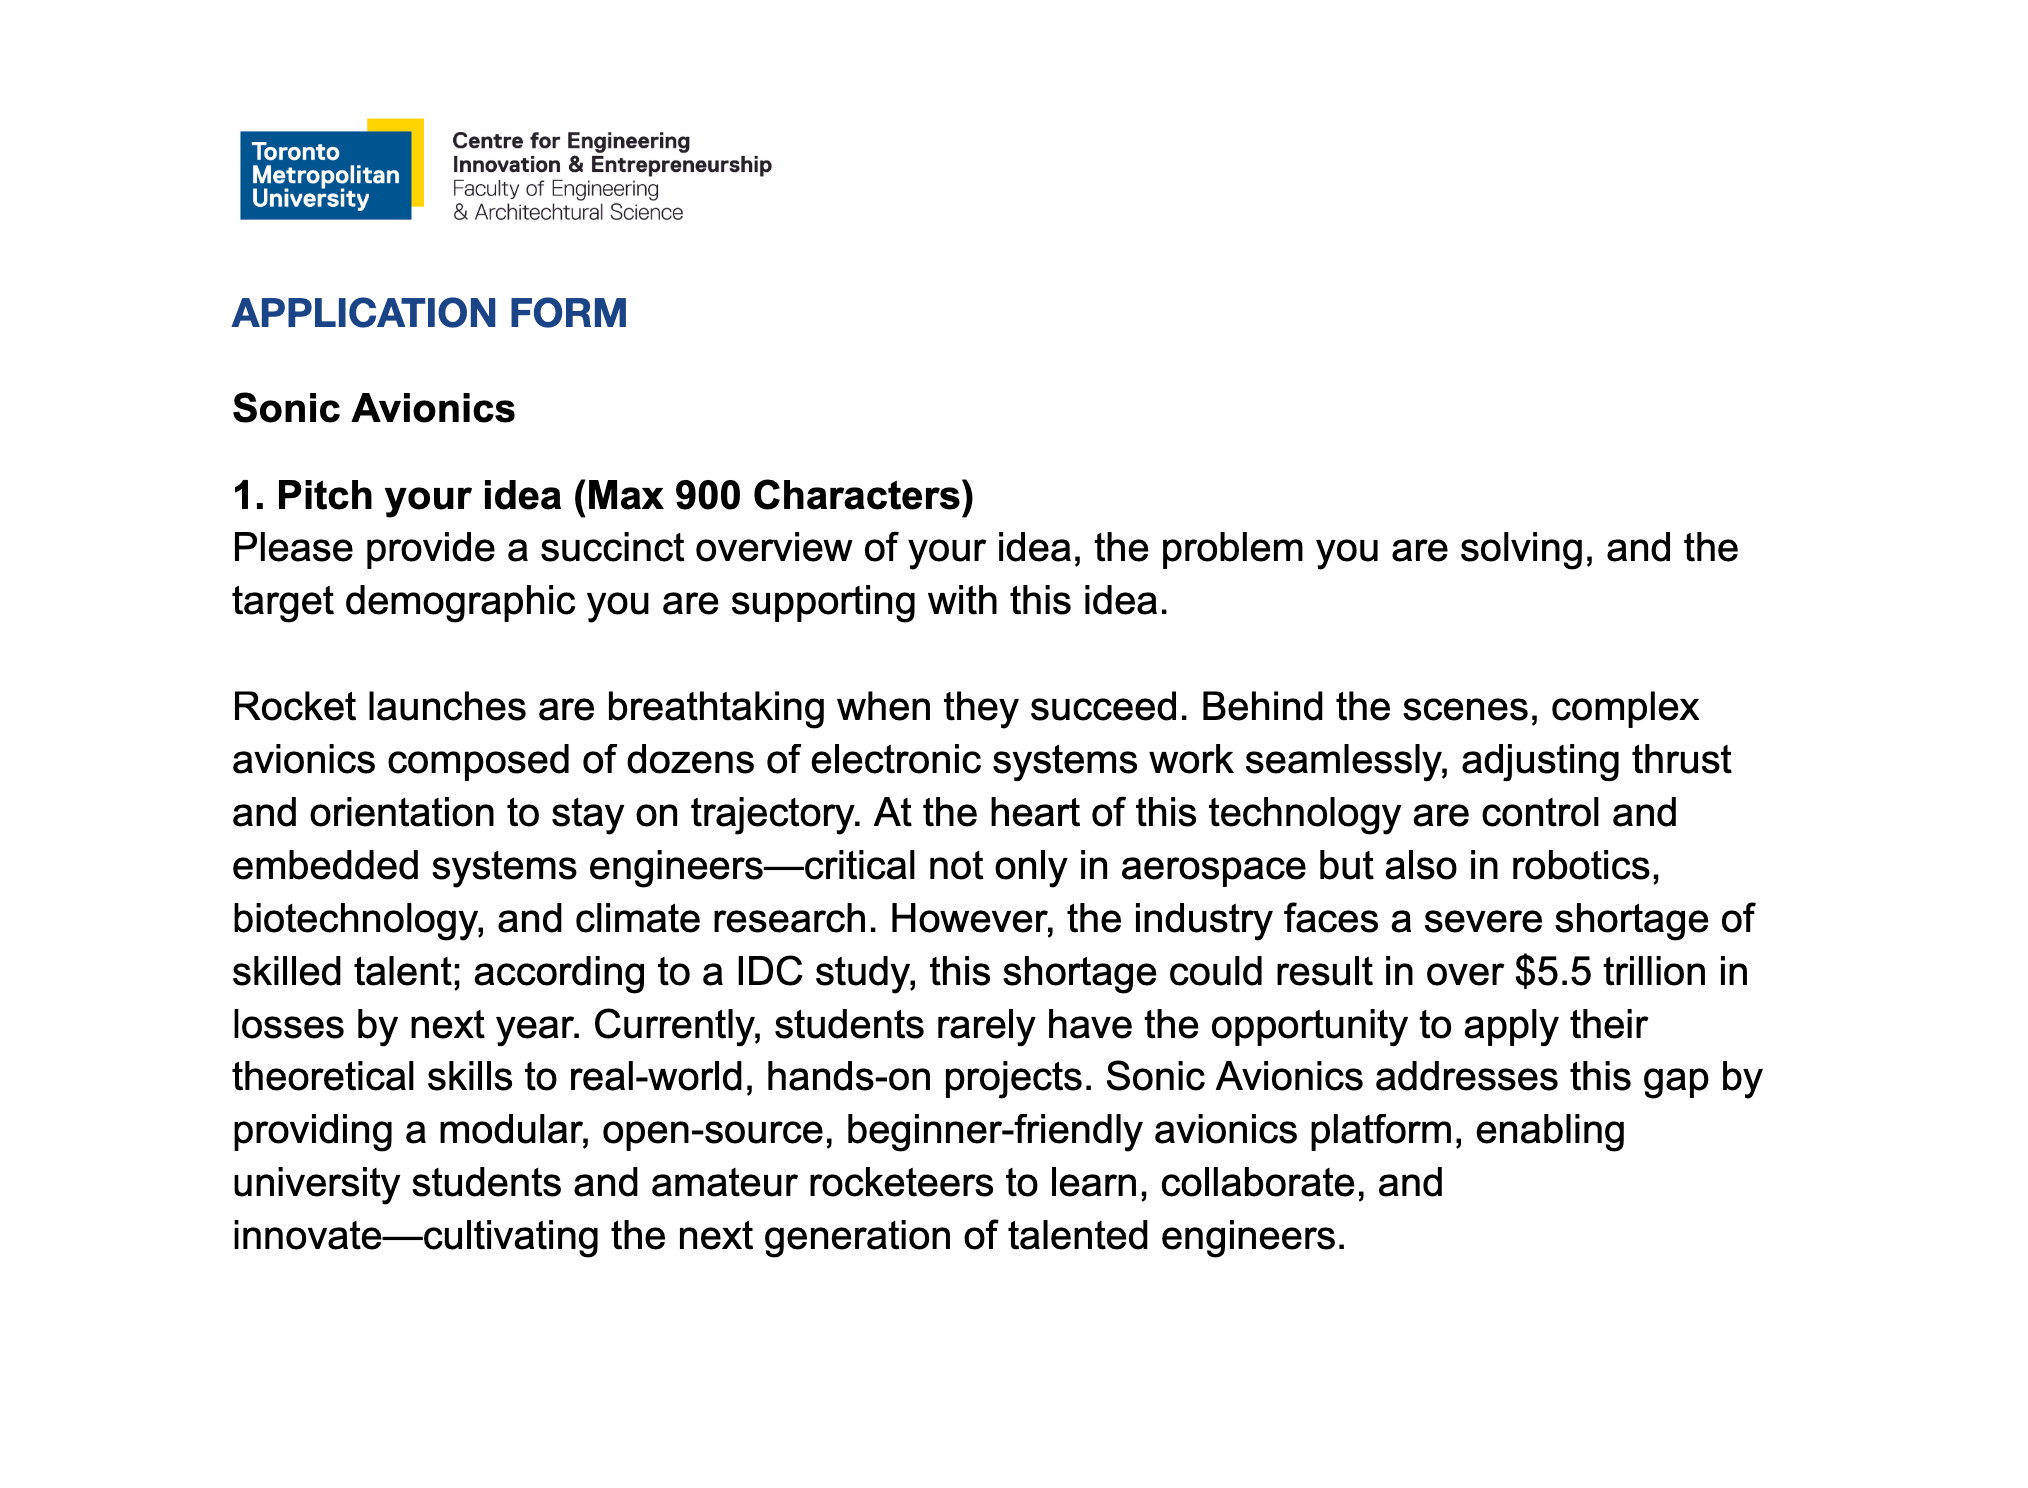 Toronto
Metropolitan
University
Centre for Engineering
Innovation & Entrepreneurship
Faculty of Engineering
& Architechtural Science
APPLICATION FORM
Sonic Avionics
1. Pitch your idea (Max 900 Characters)
Please provide a succinct overview of your idea, the problem you are solving, and the
target demographic you are supporting with this idea.
Rocket launches are breathtaking when they succeed. Behind the scenes, complex
avionics composed of dozens of electronic systems work seamlessly, adjusting thrust
and orientation to stay on trajectory. At the heart of this technology are control and
embedded systems engineers—critical not only in aerospace but also in robotics,
biotechnology, and climate research. However, the industry faces a severe shortage of
skilled talent; according to a IDC study, this shortage could result in over $5.5 trillion in
losses by next year. Currently, students rarely have the opportunity to apply their
theoretical skills to real-world, hands-on projects. Sonic Avionics addresses this gap by
providing a modular, open-source, beginner-friendly avionics platform, enabling
university students and amateur rocketeers to learn, collaborate, and
innovate—cultivating the next generation of talented engineers.